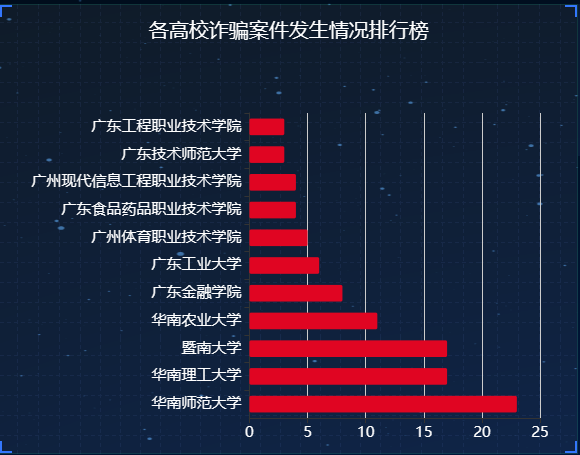 各高校诈骗案件发生情况排行榜
广东工程职业技术学院
广东技术师范大学
广州现代信息工程职业技术学院
广东食品药品职业技术学院
广州体育职业技术学院
广东工业大学
广东金融学院
华南农业大学
暨南大学
华南理工大学
华南师范大学
0 5 10 15 20 25